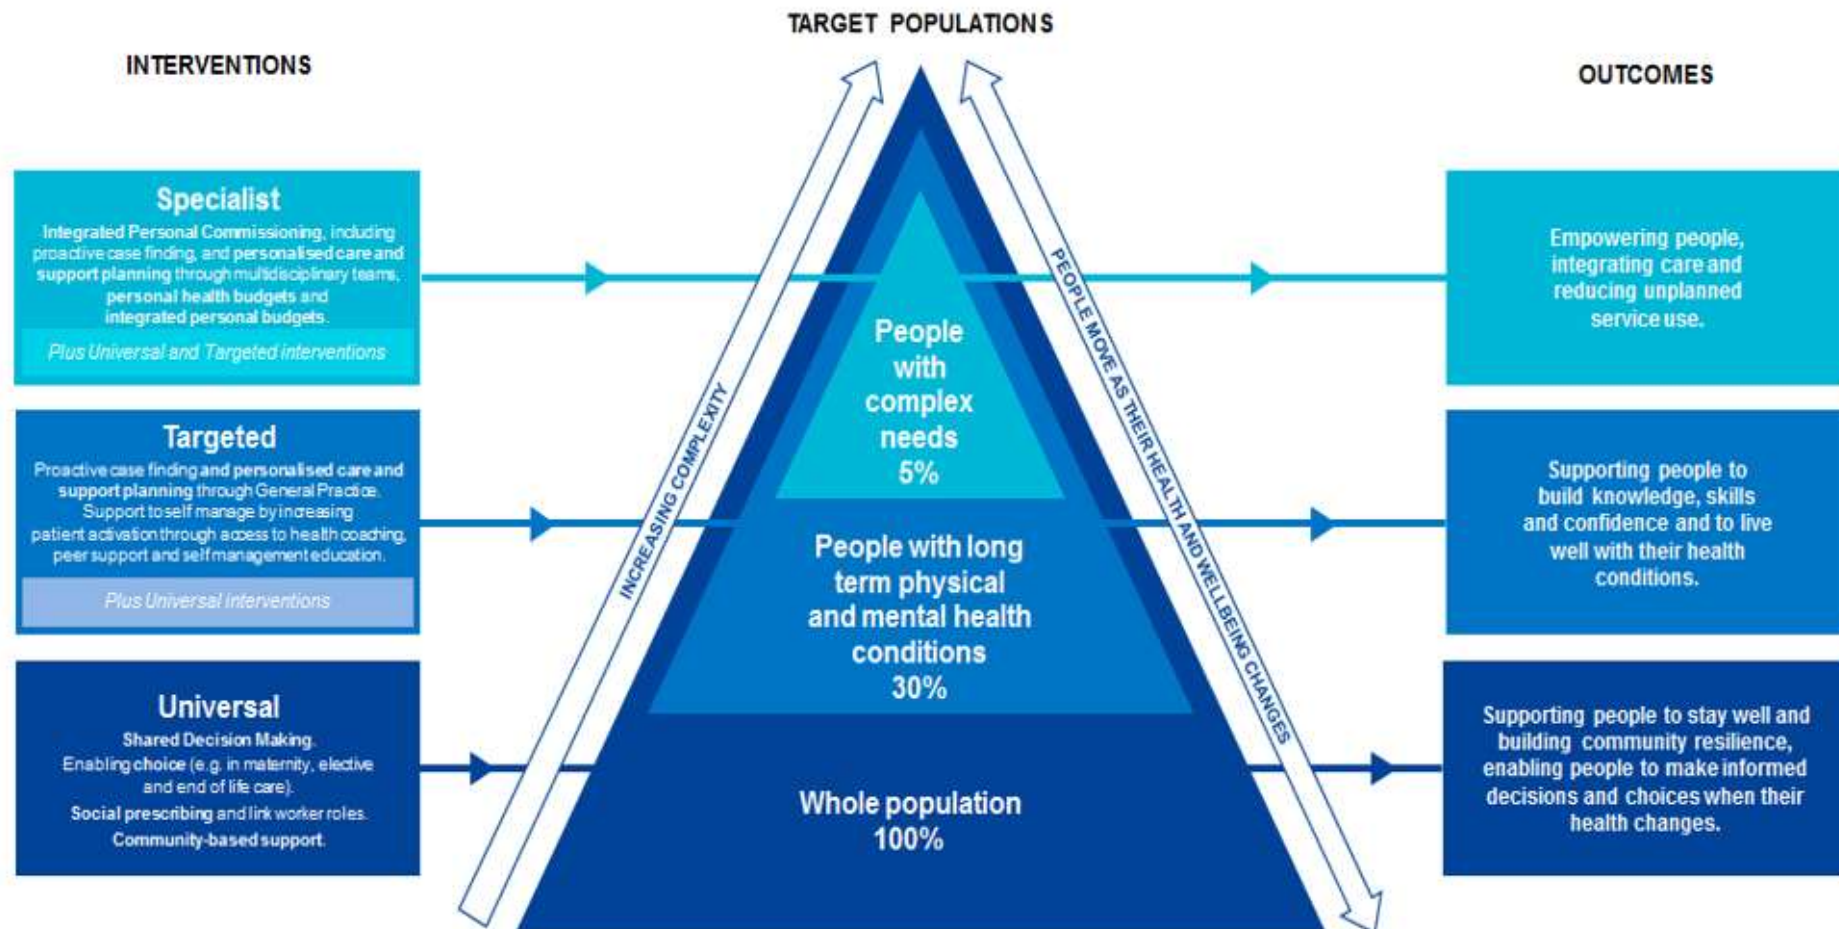 TARGET POPULATIONS
INTERVENTIONS
OUTCOMES
Specialist
Integrated Personal Commissioning, including
proactive case finding, and personalised care and
support planning through multidisciplinary teams,
personal health budgets and
integrated personal budgets.
Plus Universal and Targeted interventions
Targeted
Proactive case finding and personalised care and
support planning through General Practice.
Support to self manage by increasing
patient activation through access to health coaching,
peer support and self management education.
Plus Universal interventions
Universal
Shared Decision Making.
Enabling choice (e.g. in maternity, elective
and end of life care).
Social prescribing and link worker roles.
Community-based support.
INCREASING COMPLEXITY
People
with
complex
needs
5%
People with long
term physical
and mental health
conditions
30%
Whole population
100%
PEOPLE MOVE AS THEIR HEALTH AND WELLBEING CHANGES
Empowering people,
integrating care and
reducing unplanned
service use.
Supporting people to
build knowledge, skills
and confidence and to live
well with their health
conditions.
Supporting people to stay well and
building community resilience,
enabling people to make informed
decisions and choices when their
health changes.